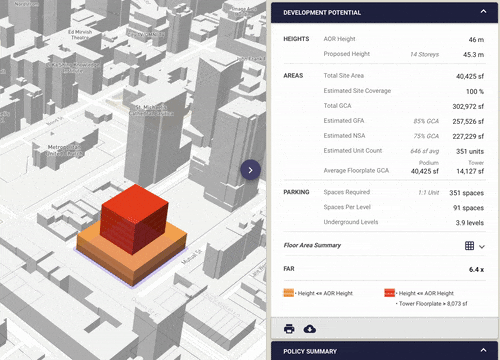 Ed Mirvish
Theatre
St. Michael's
Cathedral Basilica
Mutual St
DEVELOPMENT POTENTIAL
HEIGHTS AOR Height 46 m
Proposed Height 14 Storeys 45.3 m
AREAS Total Site Area 40,425 sf
Estimated Site Coverage 100 %
Total GCA 302,972 sf
Estimated GFA 85% GCA 257,526 sf
Estimated NSA 75% GCA 227,229 sf
Estimated Unit Count 646 sf avg 351 units
Podium Tower
Average Floorplate GCA 40,425 sf 14,127 sf
PARKING Spaces Required 1:1 Unit 351 spaces
Spaces Per Level 91 spaces
Underground Levels 3.9 levels
Floor Area Summary
FAR 6.4 x
• Height <= AOR Height • Height <= AOR Height
• Tower Floorplate > 8,073 sf
POLICY SUMMARY